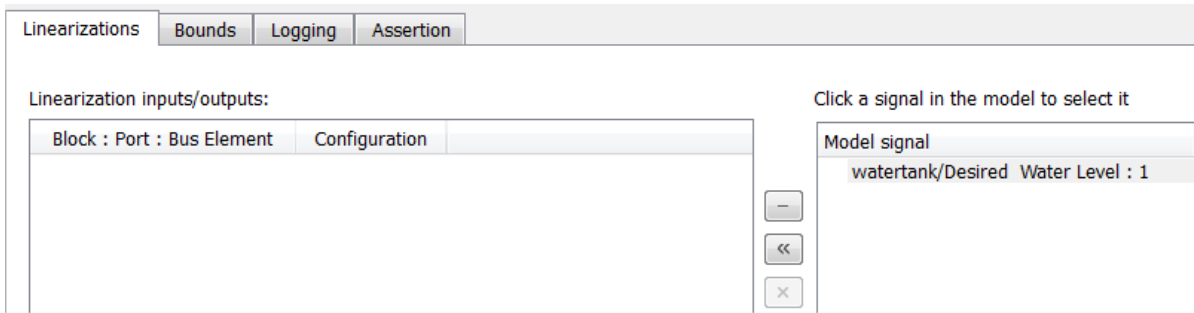 Linearizations Bounds Logging Assertion
Linearization inputs/outputs:
Click a signal in the model to select it
Block : Port : Bus Element Configuration
Model signal
watertank/Desired Water Level : 1